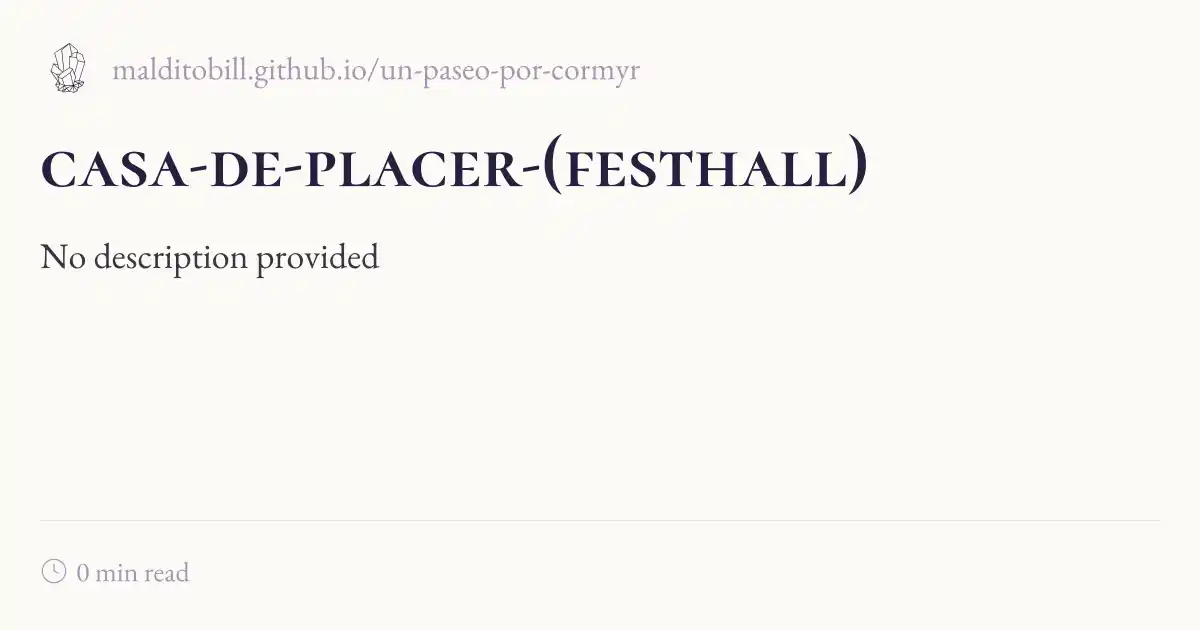 malditobill.github.io/un-paseo-por-cormyr
CASA-DE-PLACER-(FESTHALL)
No description provided
0 min read